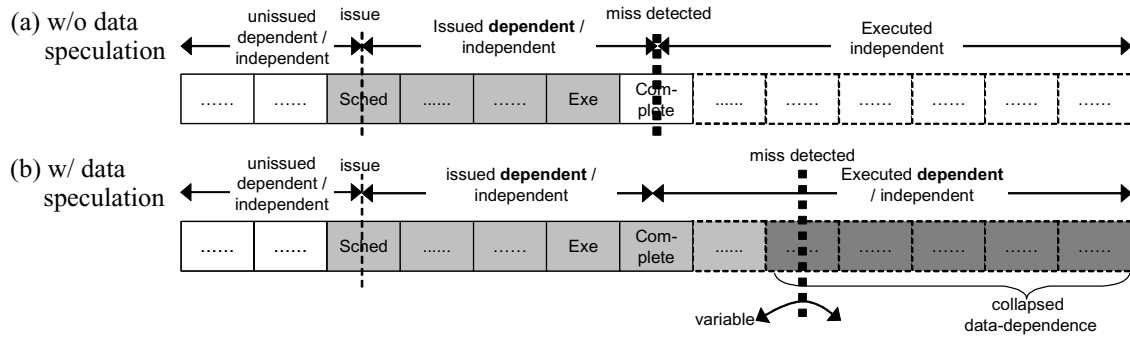 (a) w/o data
speculation
unissued
dependent /
independent
issue
Issued dependent /
independent
miss detected
Executed
independent
...... ...... Sched ...... ...... Exe Com-
plete ...... ...... ...... ...... ...... ......
(b) w/ data
speculation
unissued
dependent /
independent
issue
issued dependent /
independent
miss detected
Executed dependent
/ independent
...... ...... Sched ...... ...... Exe Com-
plete ...... ...... ...... ...... ...... ......
variable
collapsed
data-dependence